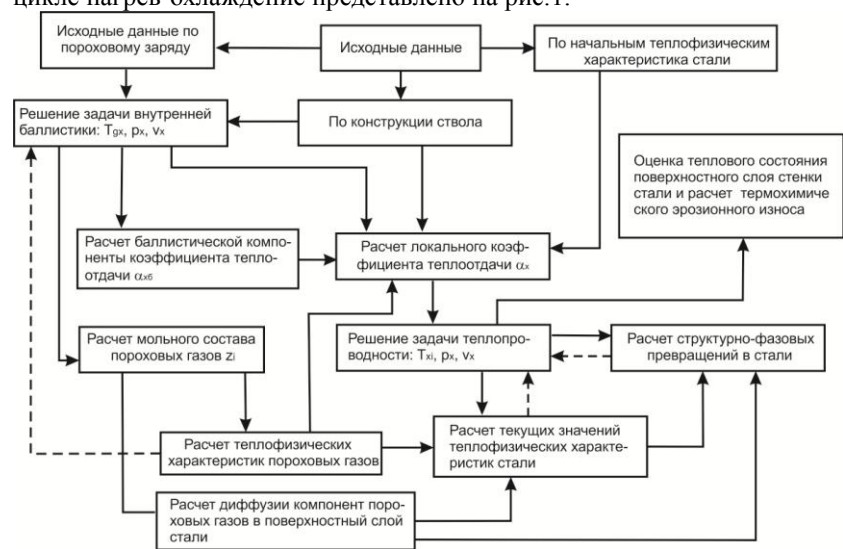 цикле нагрев-охлаждение представлено на рис.1.
Исходные данные по
пороховому заряду
Исходные данные
По начальным теплофизическим
характеристика стали
Решение задачи внутренней
баллистики: Tgx, px, vx
По конструкции ствола
Оценка теплового состояния
поверхностного слоя стенки
стали и расчет термохимиче
ского эрозионного износа
Расчет баллистической компо-
ненты коэффициента тепло-
отдачи αxб
Расчет локального коэф-
фициента теплоотдачи αx
Расчет мольного состава
пороховых газов zi
Решение задачи теплопро-
водности: Txi, px, vx
Расчет структурно-фазовых
превращений в стали
Расчет теплофизических
характеристик пороховых газов
Расчет текущих значений
теплофизических характе-
ристик стали
Расчет диффузии компонент поро-
ховых газов в поверхностный слой
стали